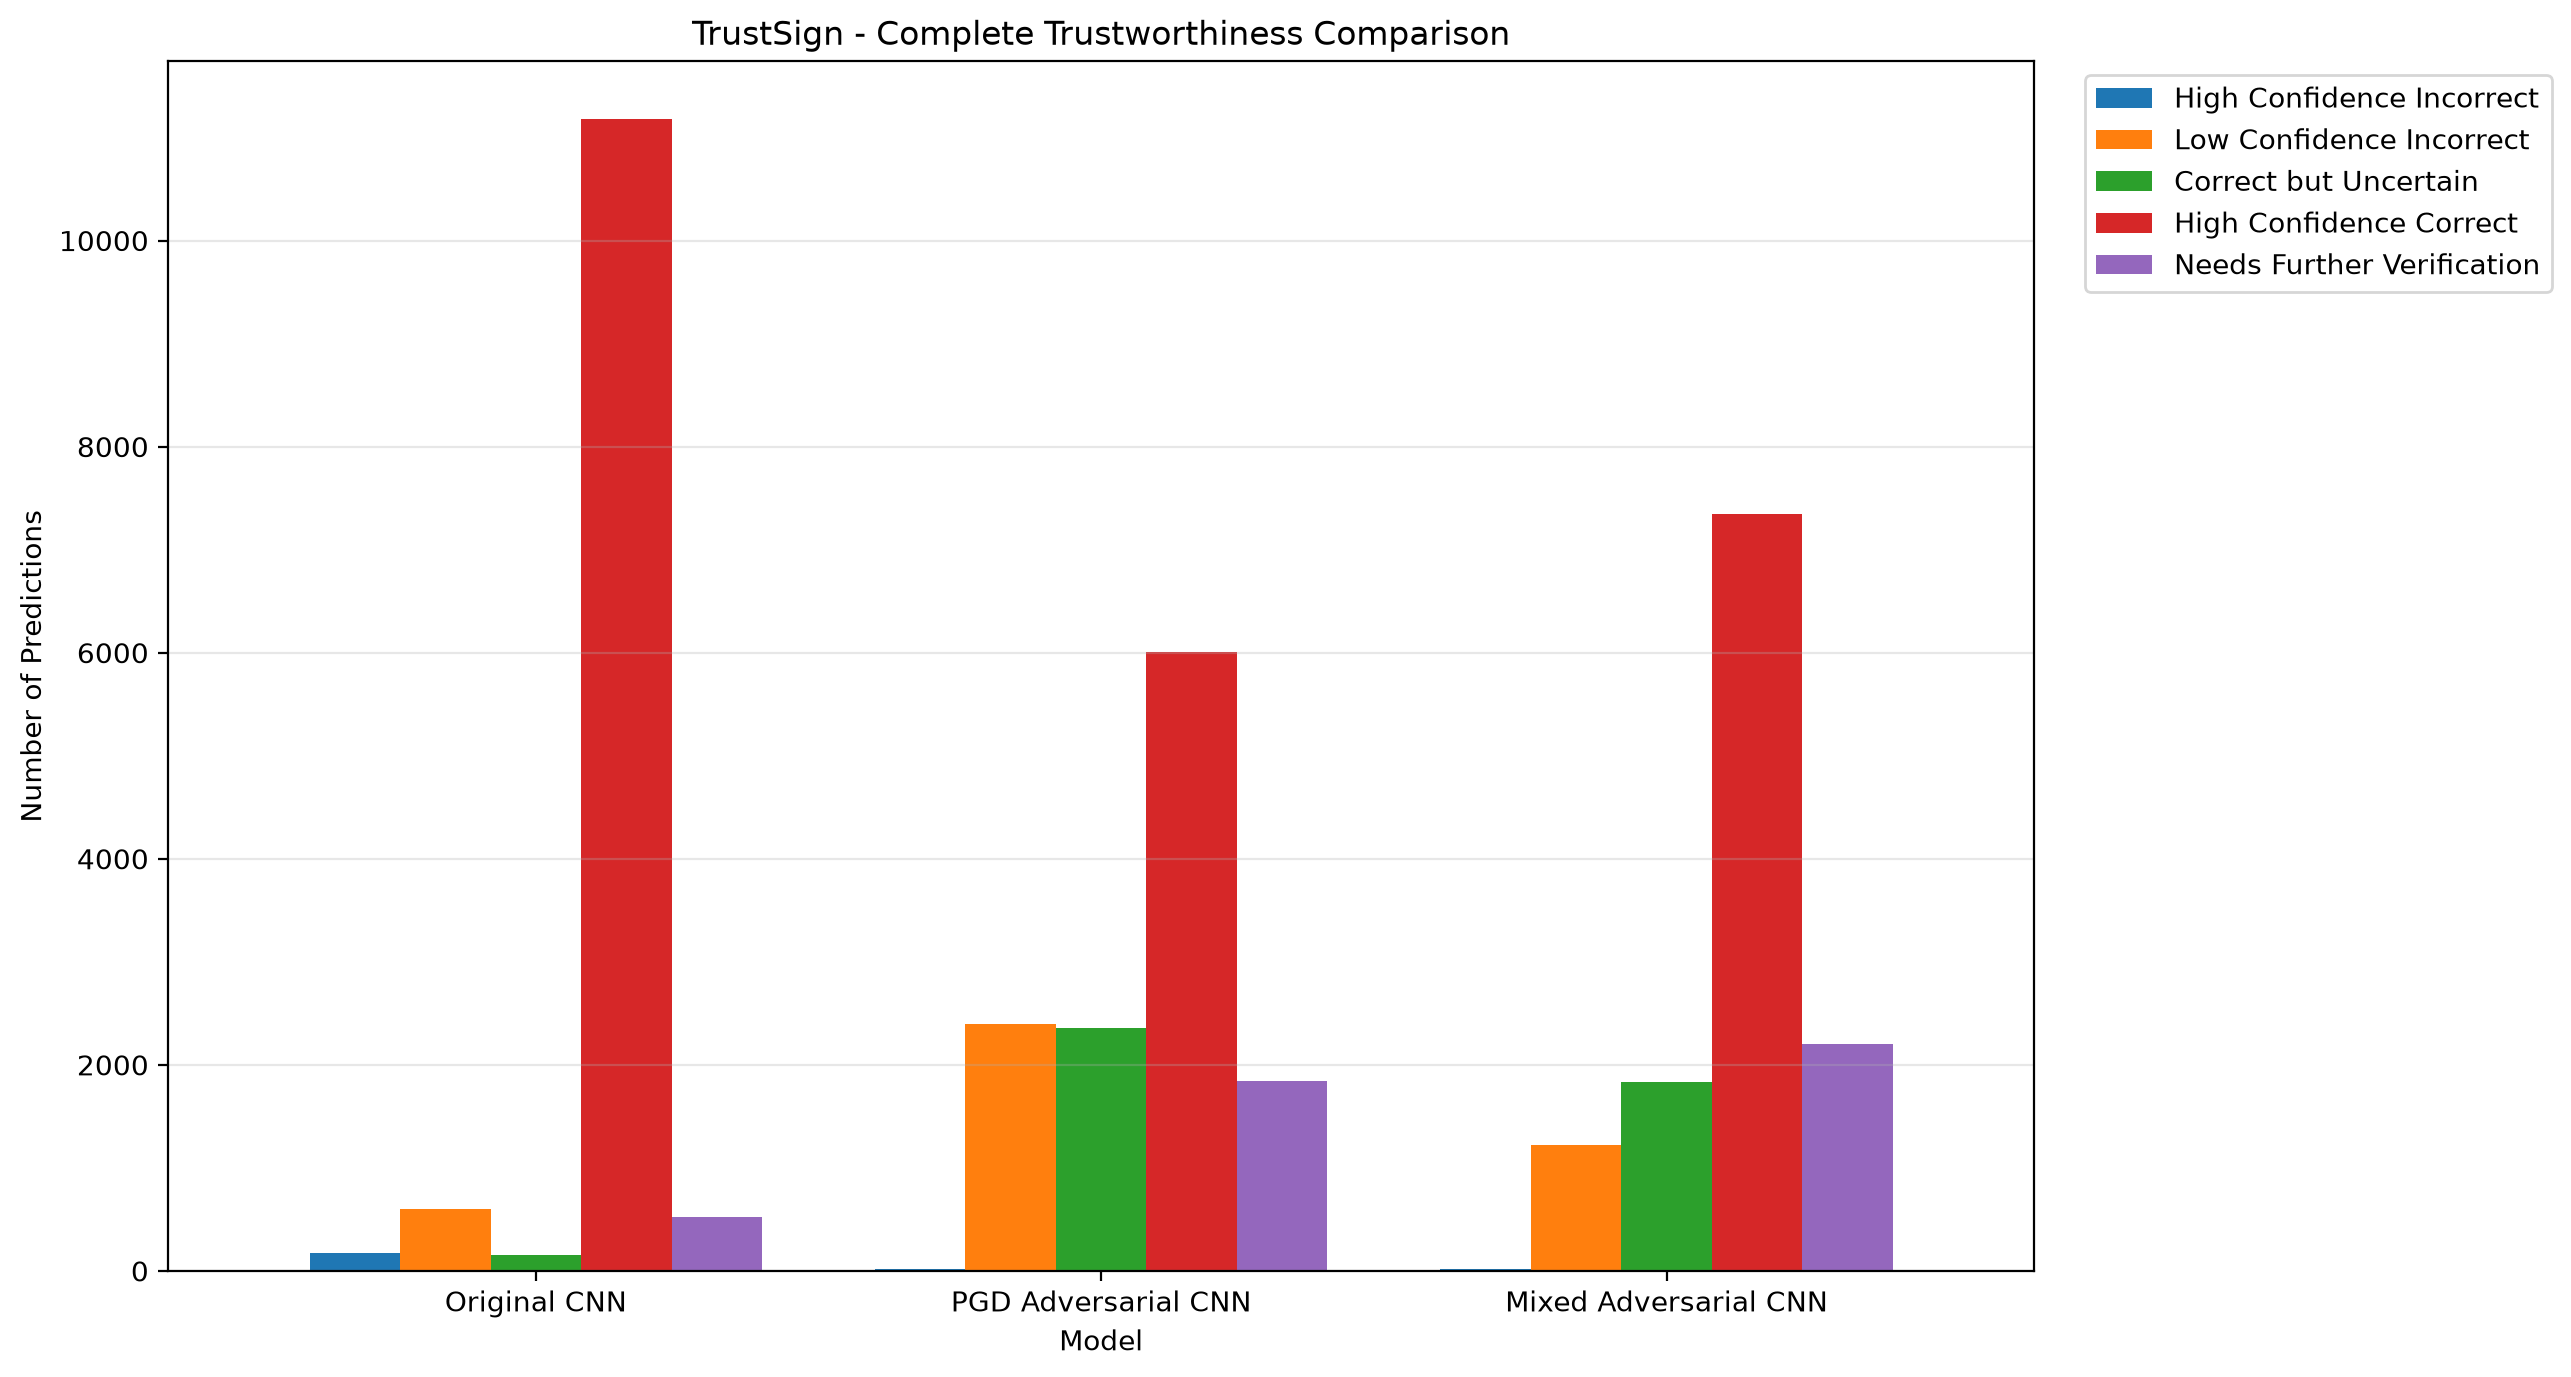 TrustSign - Complete Trustworthiness Comparison
High Confidence Incorrect
Low Confidence Incorrect
Correct but Uncertain
High Confidence Correct
Needs Further Verification
Number of Predictions
10000
8000
6000
4000
2000
0
Original CNN
PGD Adversarial CNN
Mixed Adversarial CNN
Model